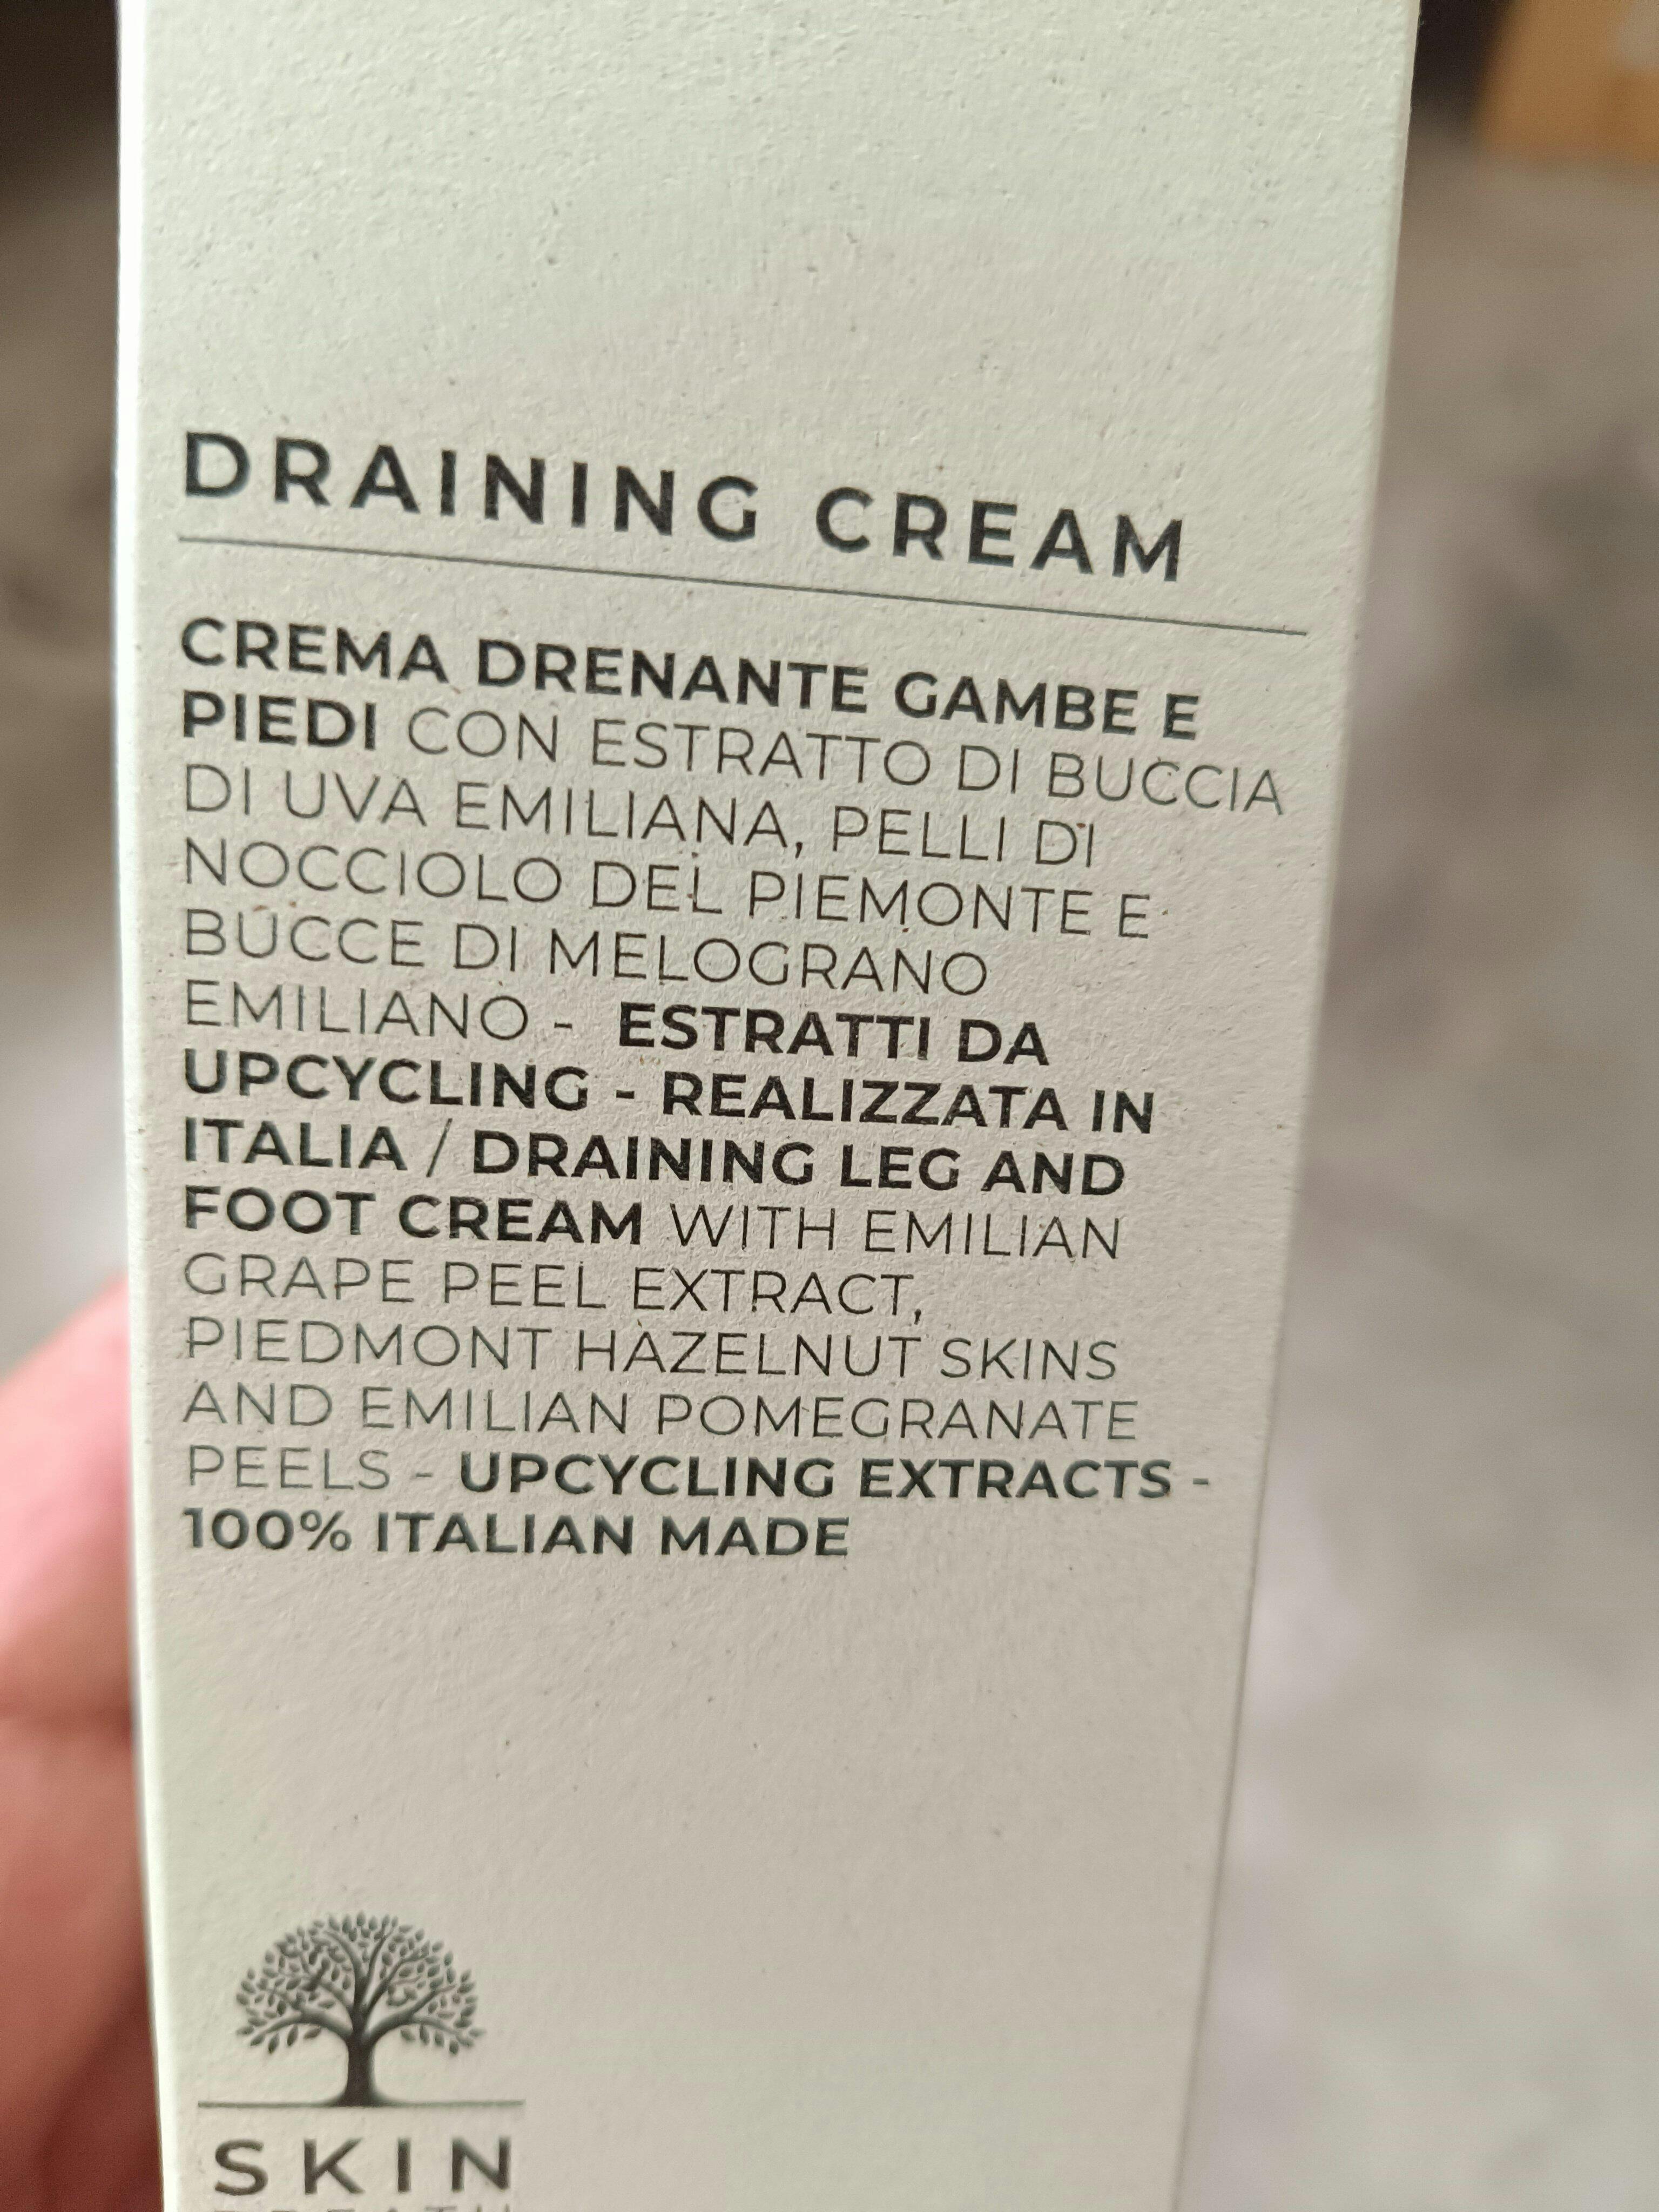 DRAINING CREAM
CREMA DRENANTE GAMBE E
PIEDI CON ESTRATTO DI BUCCIA
DI UVA EMILIANA, PELLI DI
NOCCIOLO DEL PIEMONTE E
BUCCE DI MELOGRANO
EMILIANO - ESTRATTI DA
UPCYCLING - REALIZZATA IN
ITALIA / DRAINING LEG AND
FOOT CREAM WITH EMILIAN
GRAPE PEEL EXTRACT,
PIEDMONT HAZELNUT SKINS
AND EMILIAN POMEGRANATE
PEELS - UPCYCLING EXTRACTS -
100% ITALIAN MADE
SKIN